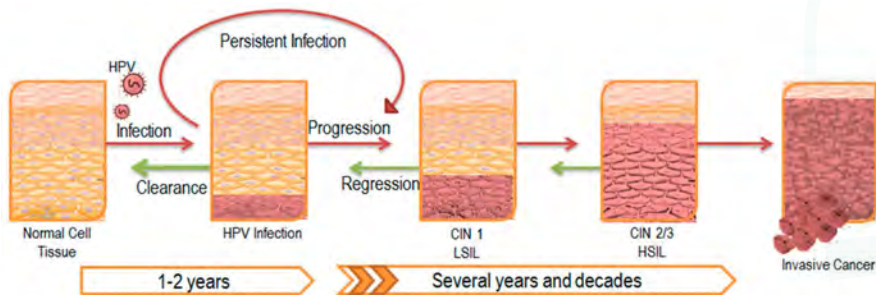 Persistent Infection
HPV
Infection
Progression
Clearance
Regression
Normal Cell
Tissue
HPV Infection
CIN 1
LSIL
CIN 2/3
HSIL
Invasive Cancer
1-2 years
Several years and decades